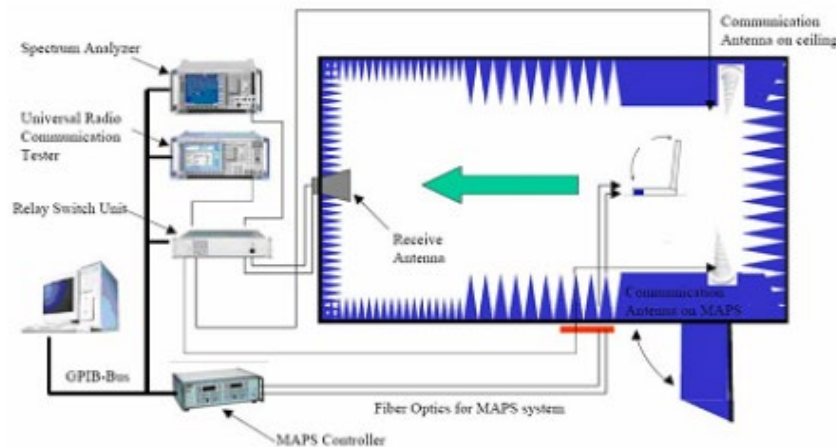 Spectrum Analyzer
Universal Radio
Communication
Tester
Relay Switch Unit
GPIB-Bus
MAPS Controller
Fiber Optics for MAPS system
Receive
Antenna
Communication
Antenna on ceiling
Communication
Antenna on MAPS